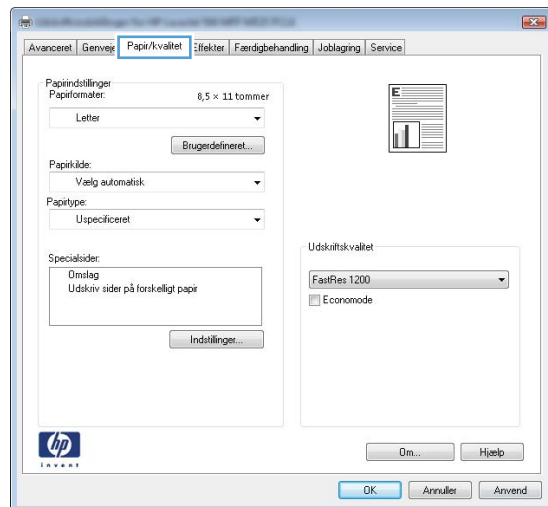 Avanceret Genveje Papir/kvalitet Effekter Færdigbehandling Joblagring Service
Papirindstillinger
Papirformater: 8,5 × 11 tommer
Letter
Brugerdefineret...
Papirkilde:
Vælg automatisk
Papirtype:
Uspecificeret
Specialsider:
Omslag
Udskriv sider på forskelligt papir
Indstillinger...
E
Udskriftskvalitet
FastRes 1200
Economode
hp
invent
Om... Hjælp
OK Annuller Anvend